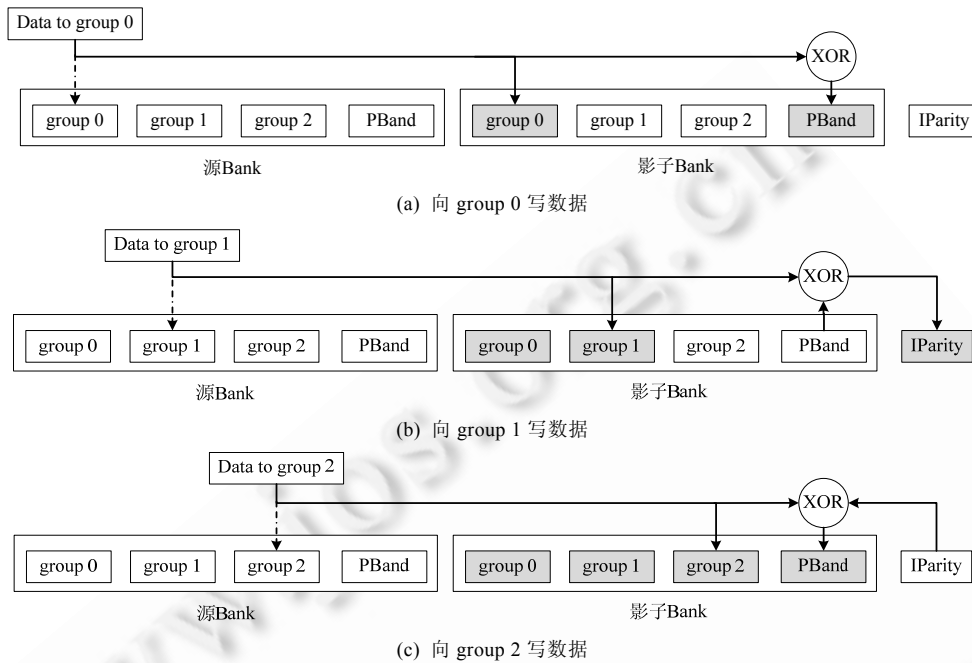 Data to group 0
XOR
group 0 group 1 group 2 PBand group 0 group 1 group 2 PBand IParity
源Bank 影子Bank
(a) 向 group 0 写数据
Data to group 1
XOR
group 0 group 1 group 2 PBand group 0 group 1 group 2 PBand IParity
源Bank 影子Bank
(b) 向 group 1 写数据
Data to group 2
XOR
group 0 group 1 group 2 PBand group 0 group 1 group 2 PBand IParity
源Bank 影子Bank
(c) 向 group 2 写数据
www.jos.org.cn